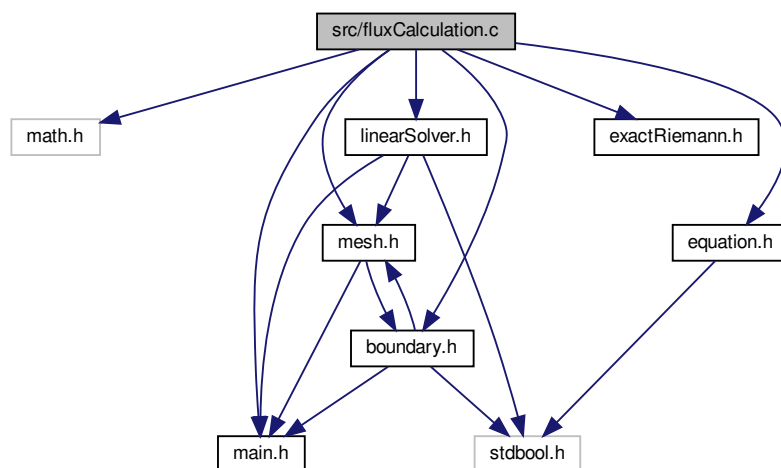 src/fluxCalculation.c
math.h
linearSolver.h
exactRiemann.h
mesh.h
equation.h
boundary.h
main.h
stdbool.h